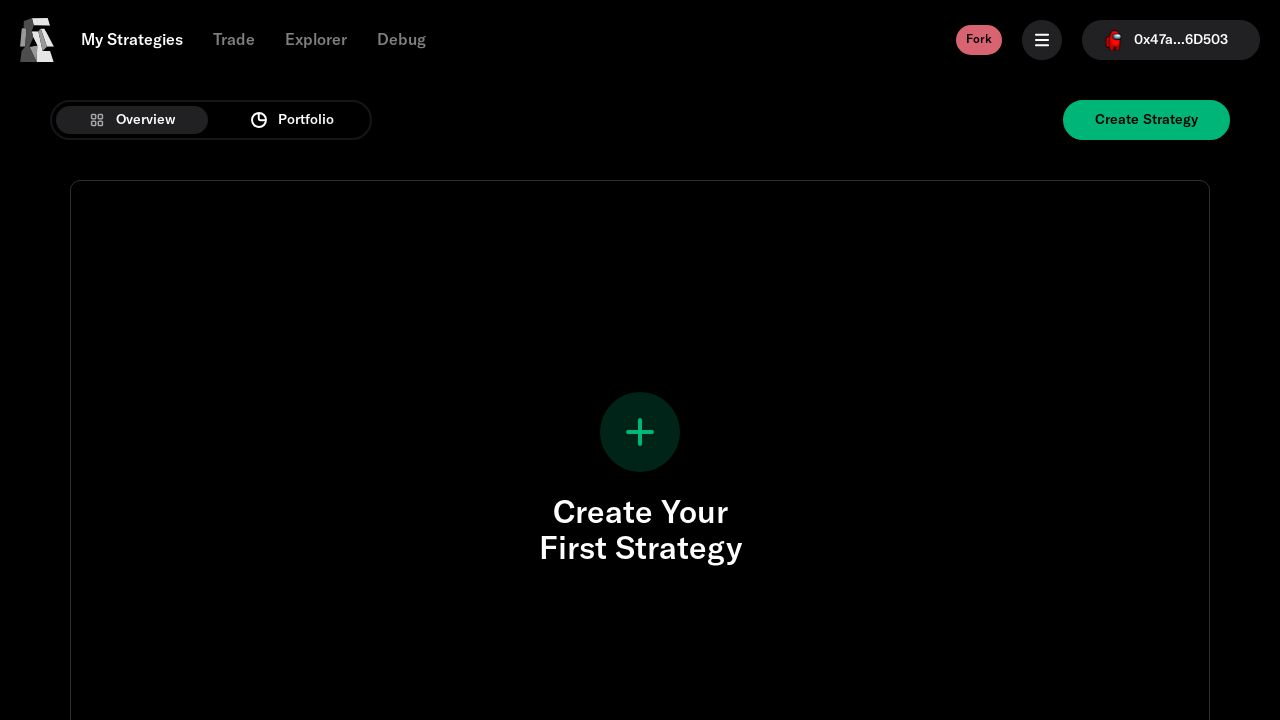 My Strategies
Trade
Explorer
Debug
Fork
0x47a...6D503
Overview
Portfolio
Create Strategy
Create Your
First Strategy